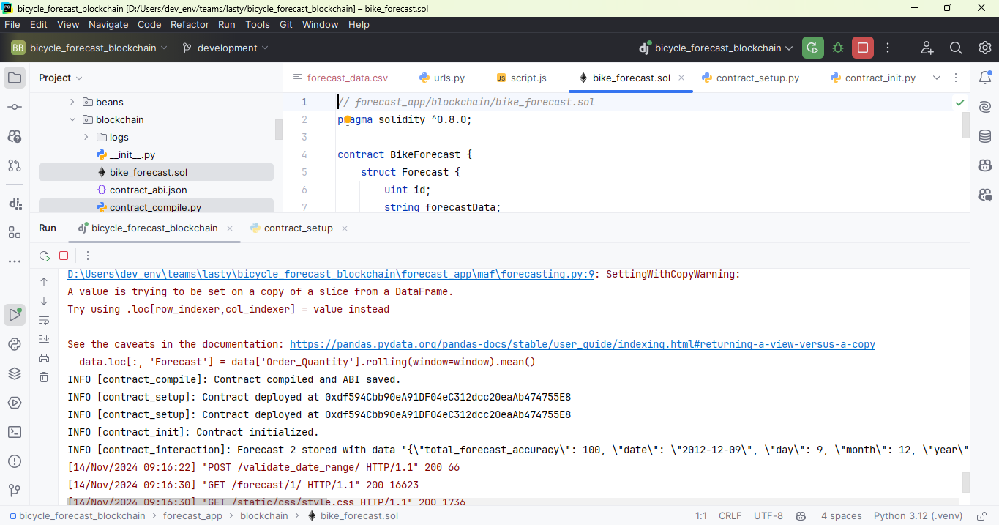 bicycle_forecast_blockchain [D:/Users/dev_env/teams/lasty/bicycle_forecast_blockchain] – bike_forecast.sol
File Edit View Navigate Code Refactor Run Tools Git Window Help
BB bicycle_forecast_blockchain development dj bicycle_forecast_blockchain
Project forecast_data.csv urls.py JS script.js bike_forecast.sol contract_setup.py contract_init.py
beans
blockchain
logs
__init__.py
bike_forecast.sol
contract_abi.json
contract_compile.py
1 // forecast_app/blockchain/bike_forecast.sol
2 pragma solidity ^0.8.0;
3
4 contract BikeForecast {
5 struct Forecast {
6 uint id;
7 string forecastData;
Run dj bicycle_forecast_blockchain contract_setup
D:\Users\dev_env\teams\lasty\bicycle_forecast_blockchain\forecast_app\maf\forecasting.py:9: SettingWithCopyWarning:
A value is trying to be set on a copy of a slice from a DataFrame.
Try using .loc[row_indexer,col_indexer] = value instead
See the caveats in the documentation: https://pandas.pydata.org/pandas-docs/stable/user_guide/indexing.html#returning-a-view-versus-a-copy
data.loc[:, 'Forecast'] = data['Order_Quantity'].rolling(window=window).mean()
INFO [contract_compile]: Contract compiled and ABI saved.
INFO [contract_setup]: Contract deployed at 0xdf594Cbb90eA91DF04eC312dcc20eaAb474755E8
INFO [contract_setup]: Contract deployed at 0xdf594Cbb90eA91DF04eC312dcc20eaAb474755E8
INFO [contract_init]: Contract initialized.
INFO [contract_interaction]: Forecast 2 stored with data "{\"total_forecast_accuracy\": 100, \"date\": \"2012-12-09\", \"day\": 9, \"month\": 12, \"year\"
[14/Nov/2024 09:16:22] "POST /validate_date_range/ HTTP/1.1" 200 66
[14/Nov/2024 09:16:30] "GET /forecast/1/ HTTP/1.1" 200 16623
[14/Nov/2024 09:16:30] "GET /static/css/style.css HTTP/1.1" 200 1736
bicycle_forecast_blockchain > forecast_app > blockchain > bike_forecast.sol 1:1 CRLF UTF-8 4 spaces Python 3.12 (.venv)